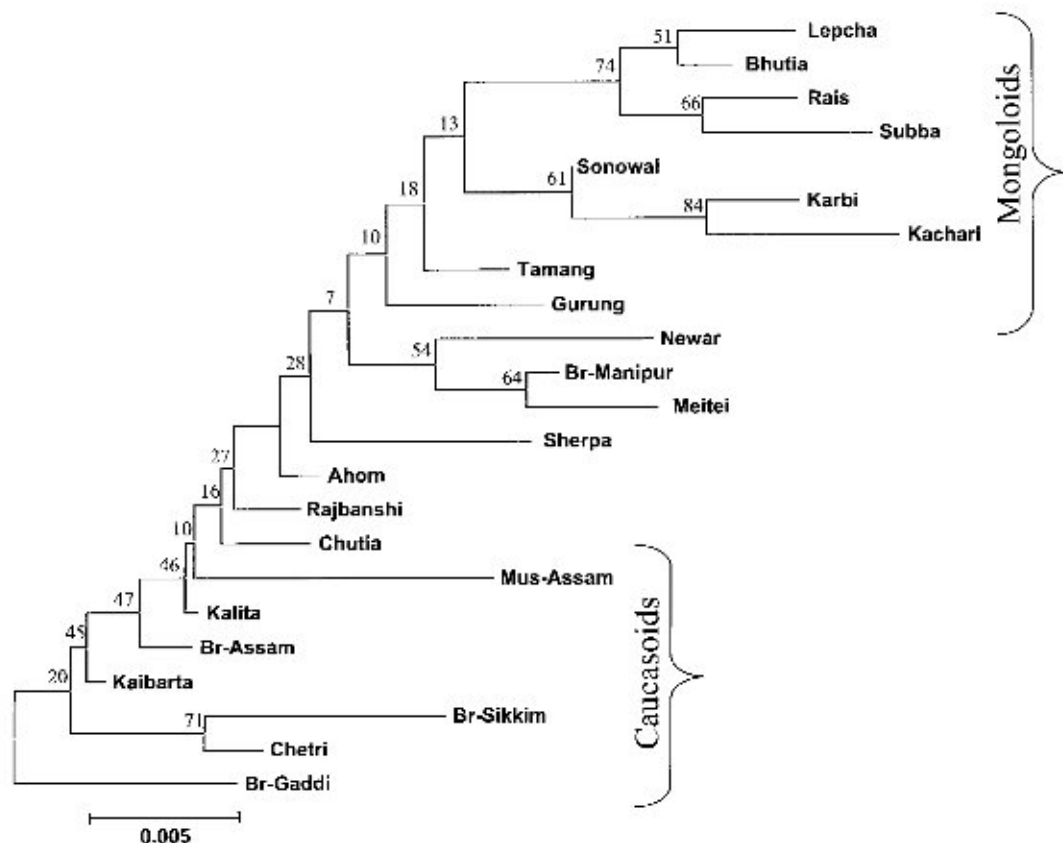 51
Lepcha
74
Bhutia
66
Rais
Subba
13
Sonowal
61
18
84
Karbi
Kachari
10
Tamang
Gurung
7
Newar
54
Br-Manipur
64
Meitei
28
Sherpa
27
Ahom
16
Rajbanshi
10
Chutia
46
Mus-Assam
47
Kalita
45
Br-Assam
20
Kaibarta
71
Br-Sikkim
Chetri
Br-Gaddi
0.005
Mongoloids
Caucasoids